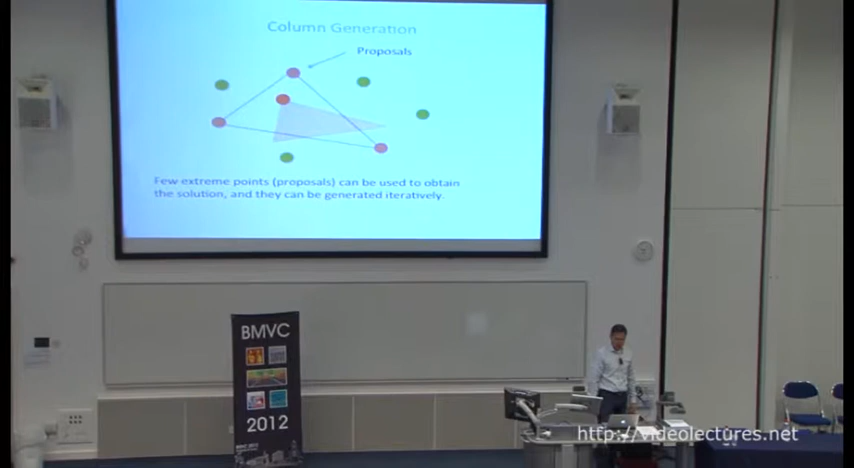 Column Generation
Proposals
Few extreme points (proposals) can be used to obtain
the solution, and they can be generated iteratively.
BMVC
2012
http://videolectures.net